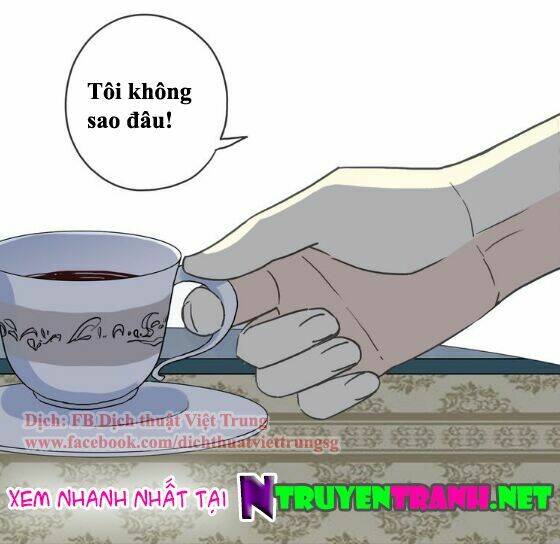 Tôi không
sao đâu!
Dịch: FB Dịch thuật Việt Trung
www.facebook.com/dichthuatviettrungsg
XEM NHANH NHẤT TẠI NTRUYENTRANH.NET